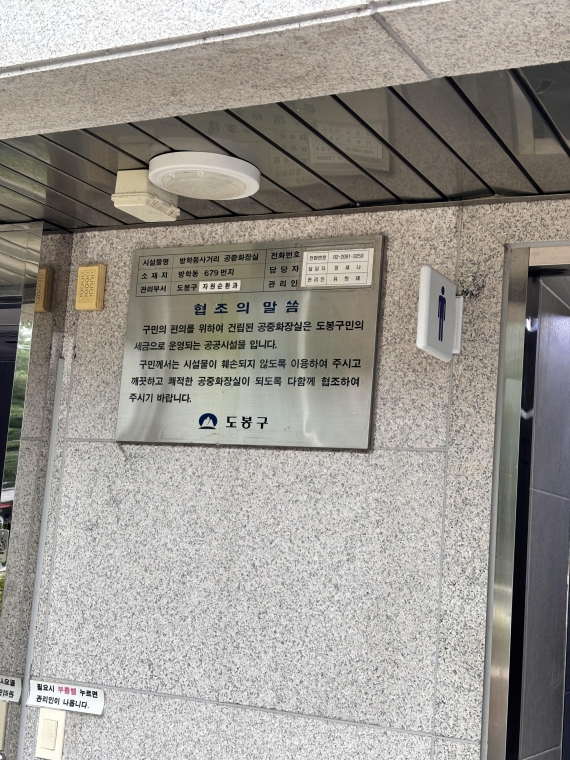 시설물명 방학동사거리 공중화장실 전화번호 02-2091-3253
소재지 방학동 679번지 담당자
관리부서 도봉구 자원순환과 관리인
협조의 말씀
구민의 편의를 위하여 건립된 공중화장실은 도봉구민의
세금으로 운영되는 공공시설물 입니다.
구민께서는 시설물이 훼손되지 않도록 이용하여 주시고
깨끗하고 쾌적한 공중화장실이 되도록 다함께 협조하여
주시기 바랍니다.
도봉구
필요시 부름벨 누르면
관리인이 나옵니다.